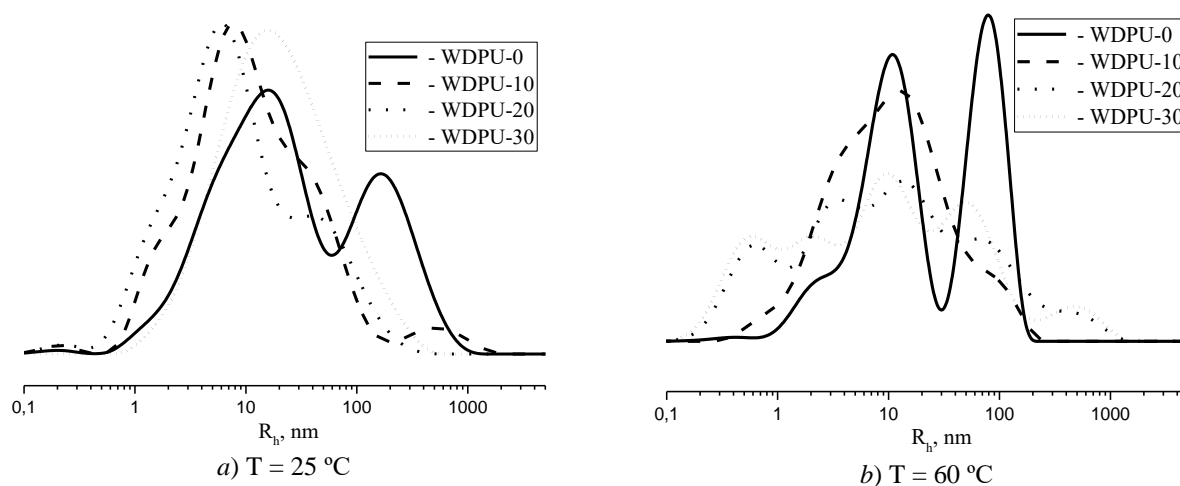 - WDPU-0
- WDPU-10
- WDPU-20
- WDPU-30
0,1 1 10 100 1000
R_h, nm
a) T = 25 ºC
- WDPU-0
- WDPU-10
- WDPU-20
- WDPU-30
0,1 1 10 100 1000
R_h, nm
b) T = 60 ºC